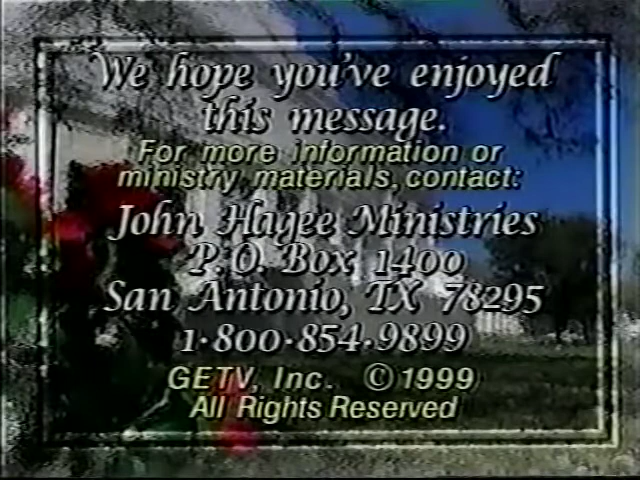 We hope you've enjoyed
this message.
For more information or
ministry materials, contact:
John Hagee Ministries
P.O. Box 1400
San Antonio, TX 78295
1·800·854·9899
GETV, Inc. ©1999
All Rights Reserved